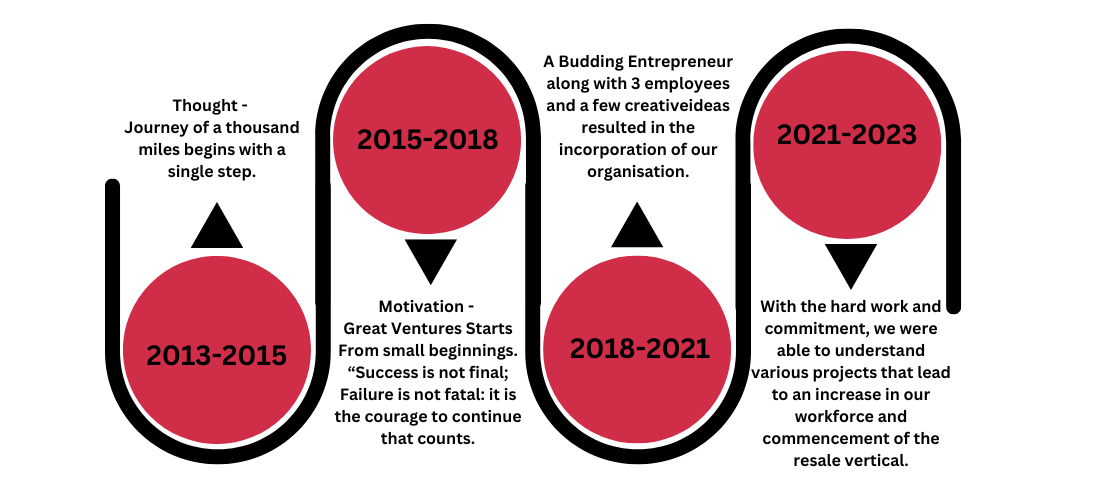 Thought -
Journey of a thousand
miles begins with a
single step.
2013-2015
2015-2018
Motivation -
Great Ventures Starts
From small beginnings.
“Success is not final;
Failure is not fatal: it is
the courage to continue
that counts.
A Budding Entrepreneur
along with 3 employees
and a few creativeideas
resulted in the
incorporation of our
organisation.
2018-2021
2021-2023
With the hard work and
commitment, we were
able to understand
various projects that lead
to an increase in our
workforce and
commencement of the
resale vertical.